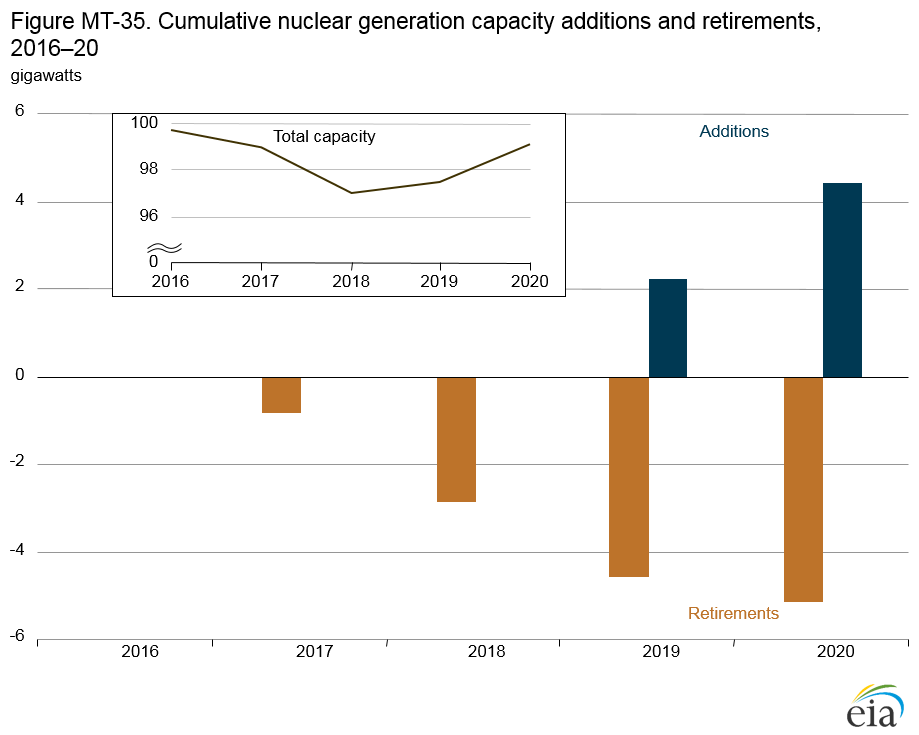 Figure MT-35. Cumulative nuclear generation capacity additions and retirements,
2016–20
gigawatts
6
4
2
0
-2
-4
-6
100
98
96
0
Total capacity
2016 2017 2018 2019 2020
Additions
Retirements
2016 2017 2018 2019 2020
eia